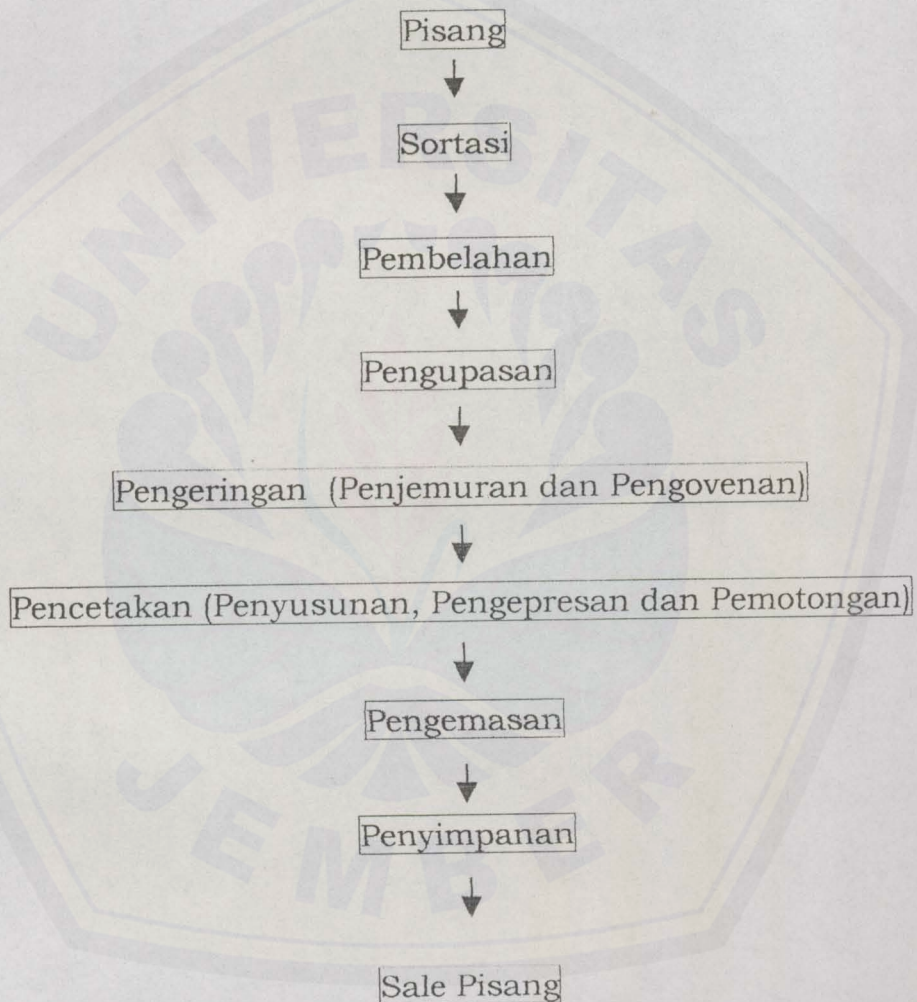 Pisang
Sortasi
Pembelahan
Pengupasan
Pengeringan (Penjemuran dan Pengovenan)
Pencetakan (Penyusunan, Pengepresan dan Pemotongan)
Pengemasan
Penyimpanan
Sale Pisang
UNIVERSITAS
JEMBER